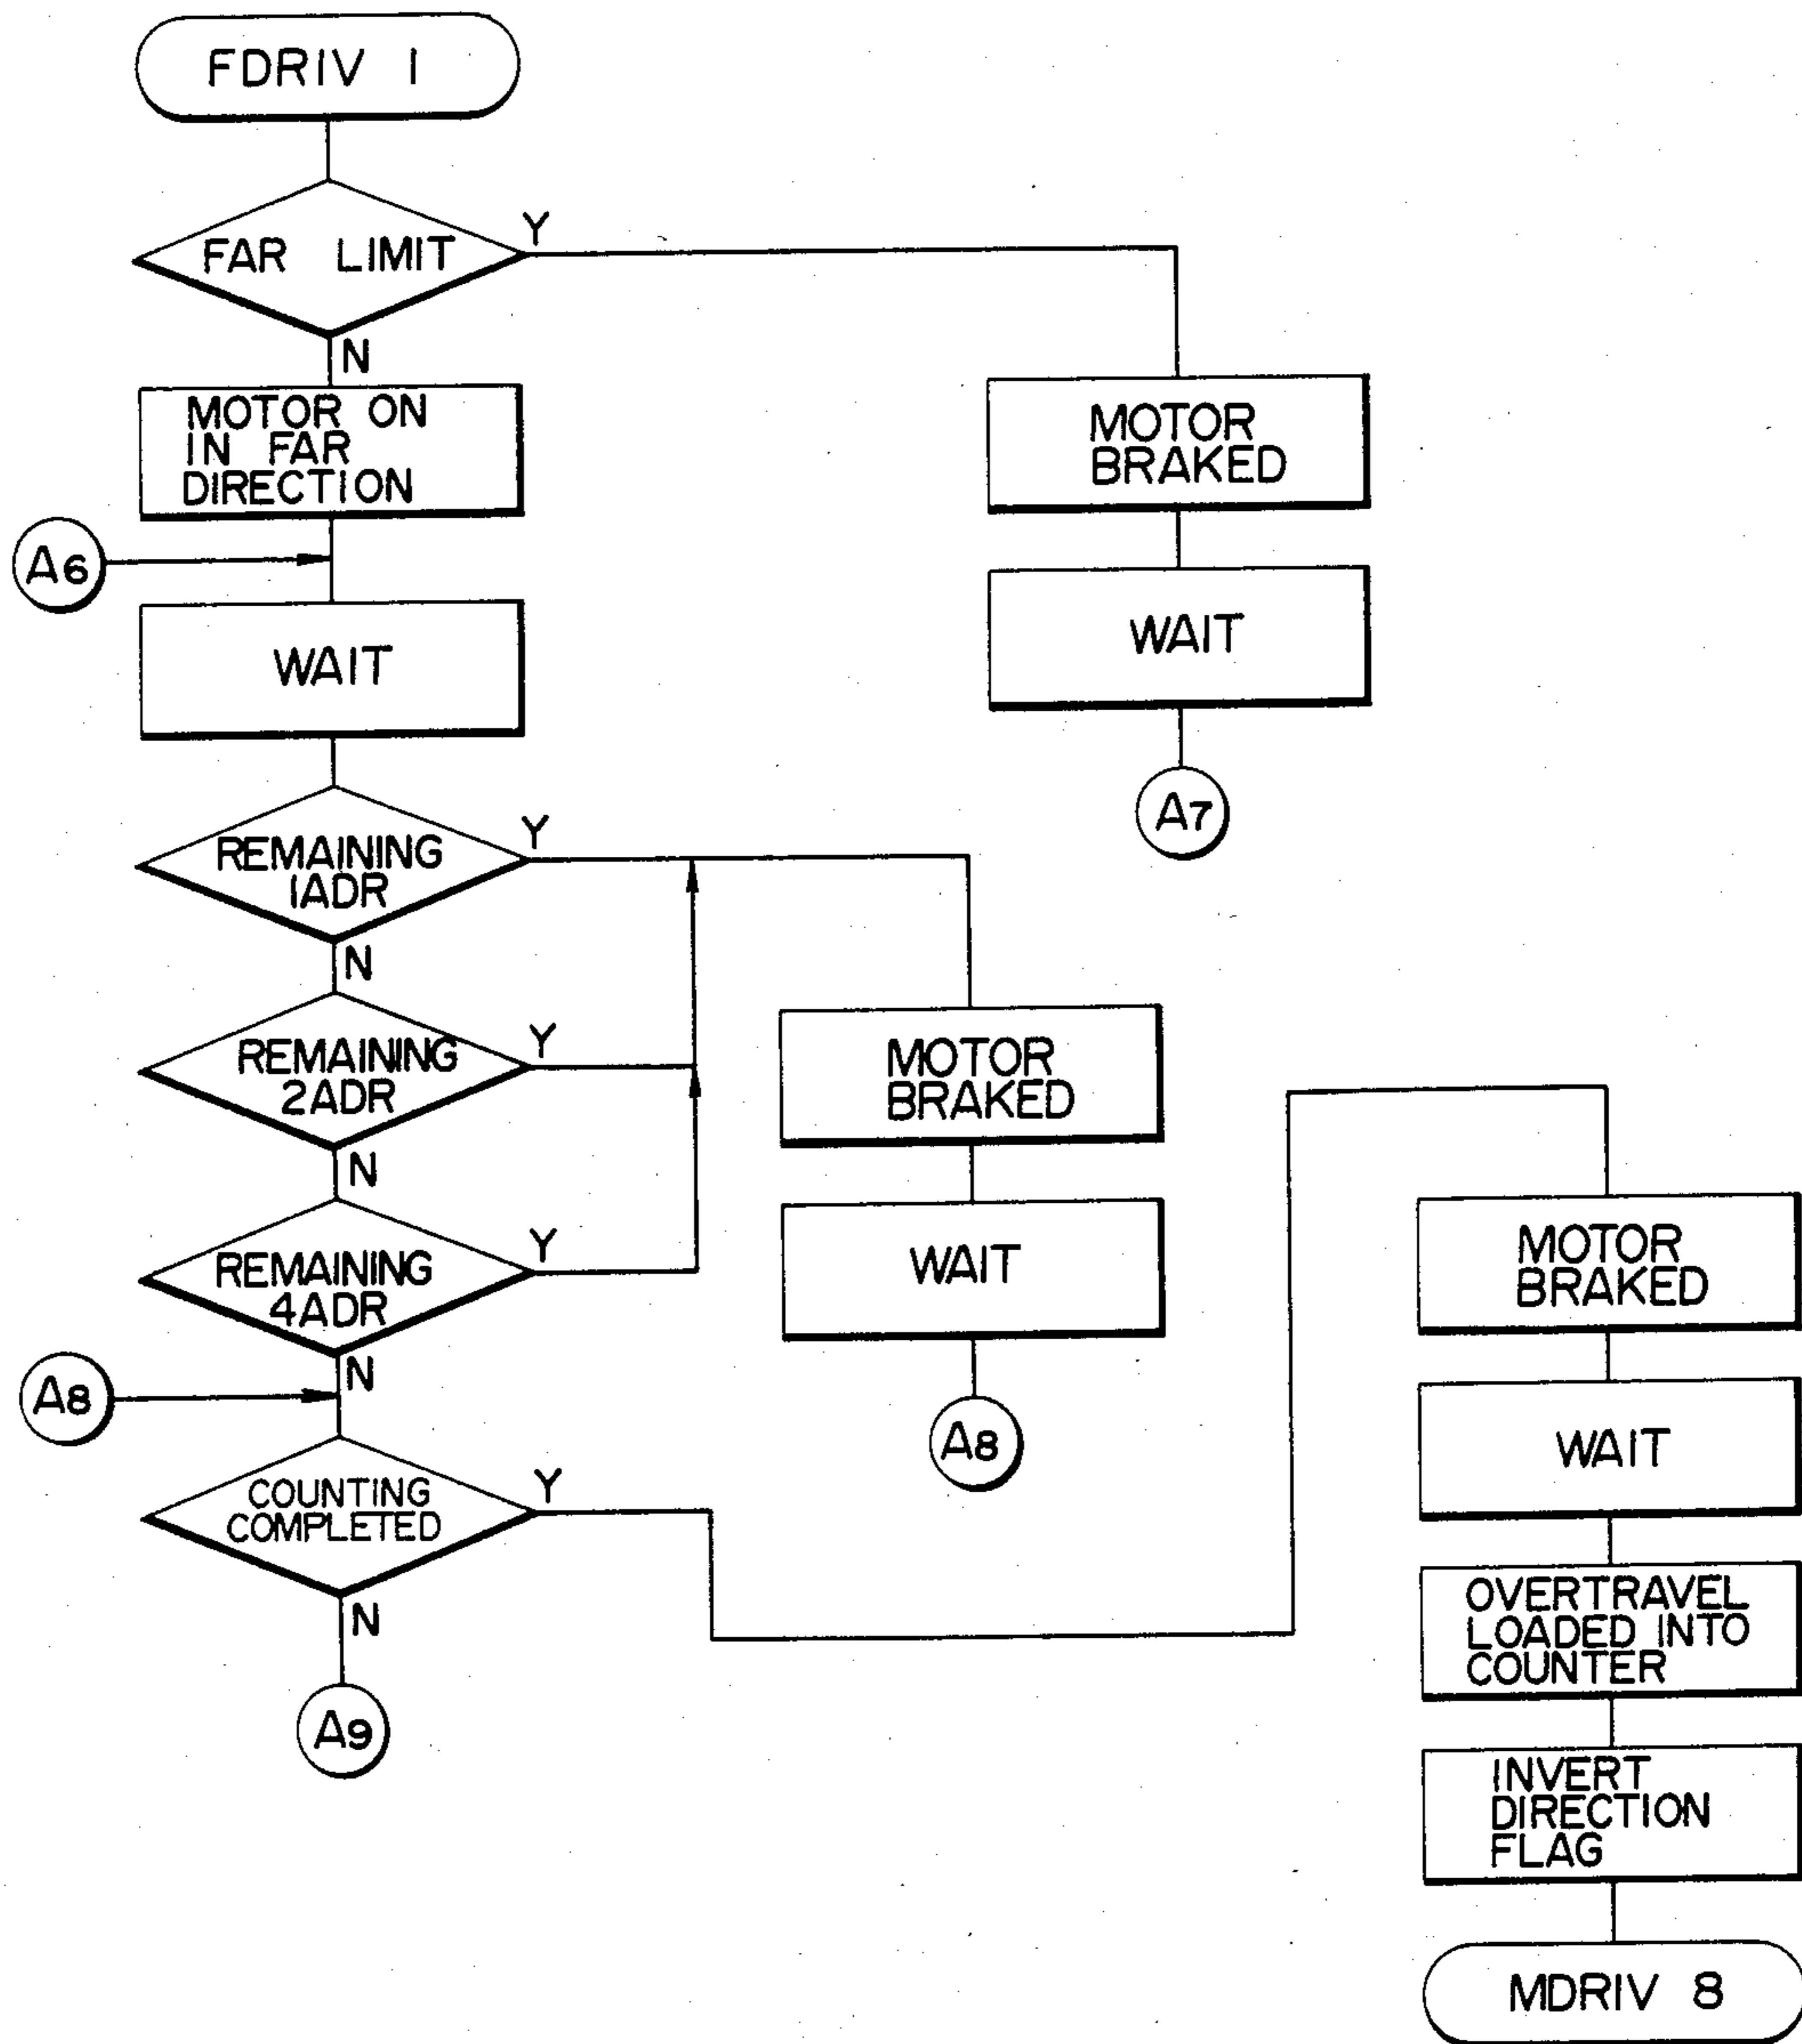 FDRIV 1
FAR LIMIT
Y
N
MOTOR ON
IN FAR
DIRECTION
MOTOR
BRAKED
A6
WAIT
WAIT
A7
REMAINING
1ADR
Y
N
REMAINING
2ADR
Y
N
REMAINING
4ADR
Y
N
MOTOR
BRAKED
WAIT
A8
A8
COUNTING
COMPLETED
Y
N
A9
MOTOR
BRAKED
WAIT
OVERTRAVEL
LOADED INTO
COUNTER
INVERT
DIRECTION
FLAG
MDRIV 8